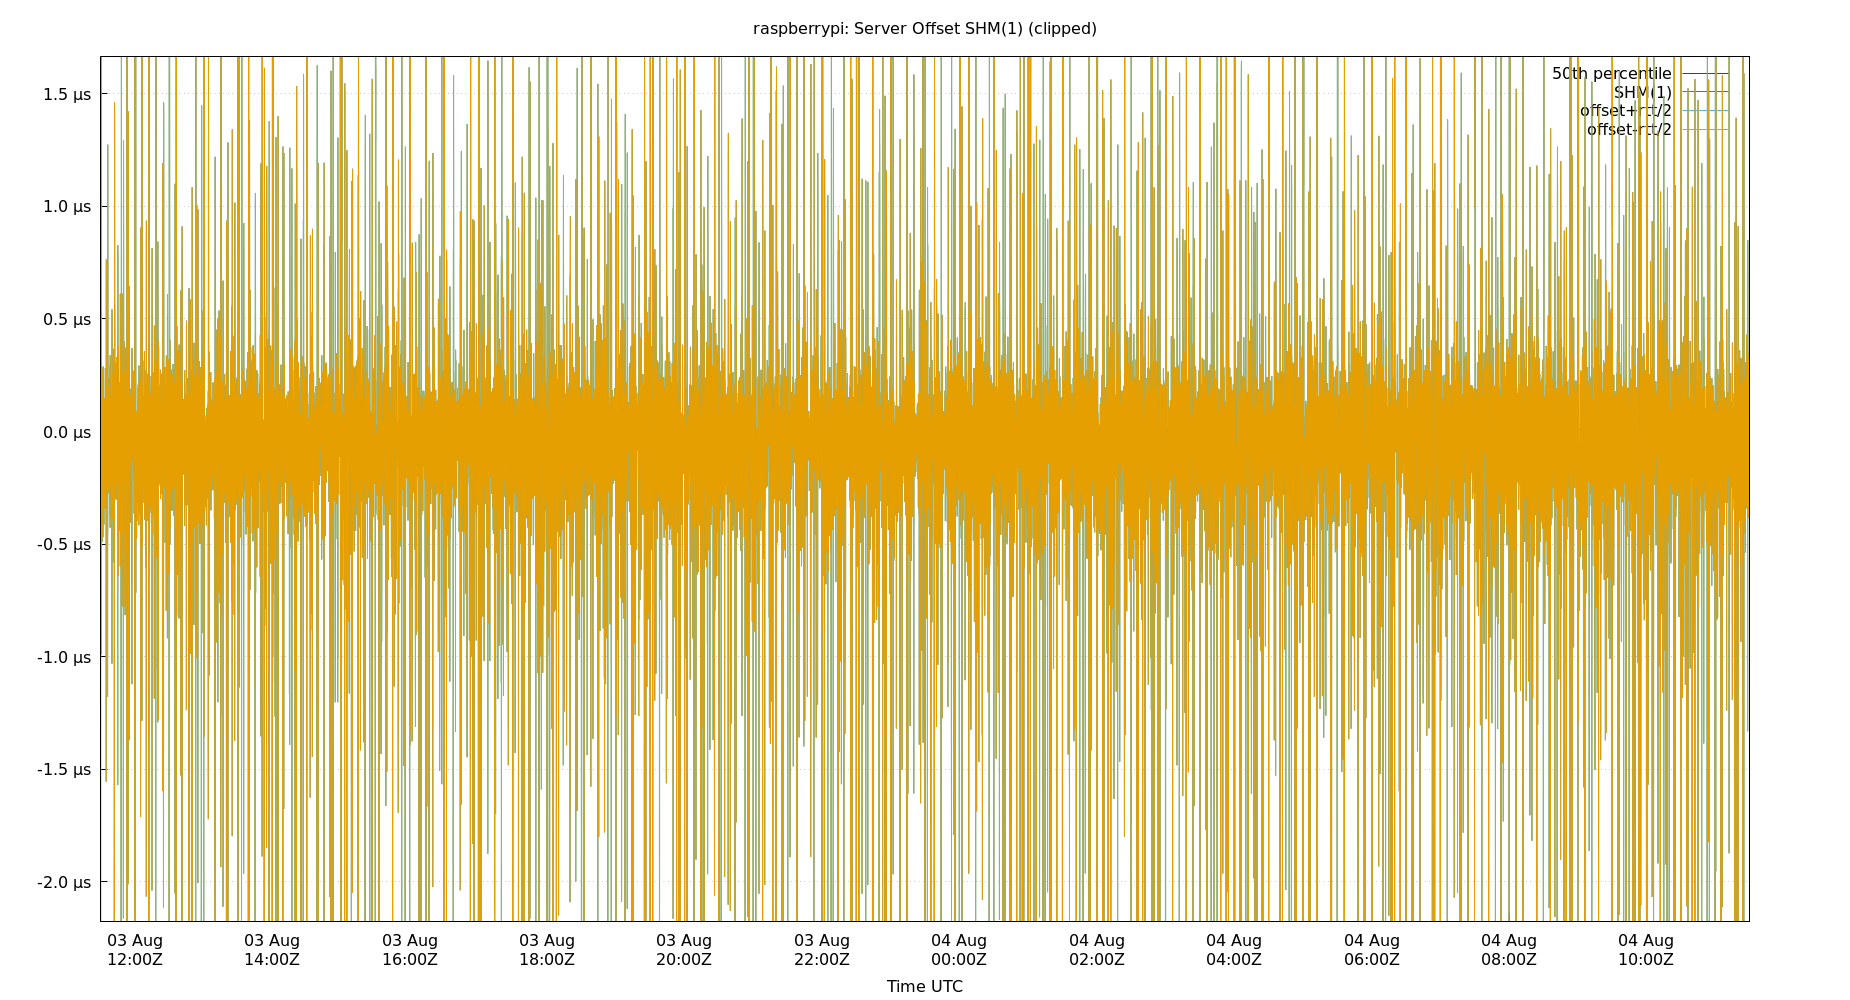 raspberrypi: Server Offset SHM(1) (clipped)
50th percentile
SHM(1)
offset+rtt/2
offset-rtt/2
1.5 µs
1.0 µs
0.5 µs
0.0 µs
-0.5 µs
-1.0 µs
-1.5 µs
-2.0 µs
03 Aug 03 Aug 03 Aug 03 Aug 03 Aug 03 Aug 04 Aug 04 Aug 04 Aug 04 Aug 04 Aug 04 Aug
12:00Z 14:00Z 16:00Z 18:00Z 20:00Z 22:00Z 00:00Z 02:00Z 04:00Z 06:00Z 08:00Z 10:00Z
Time UTC